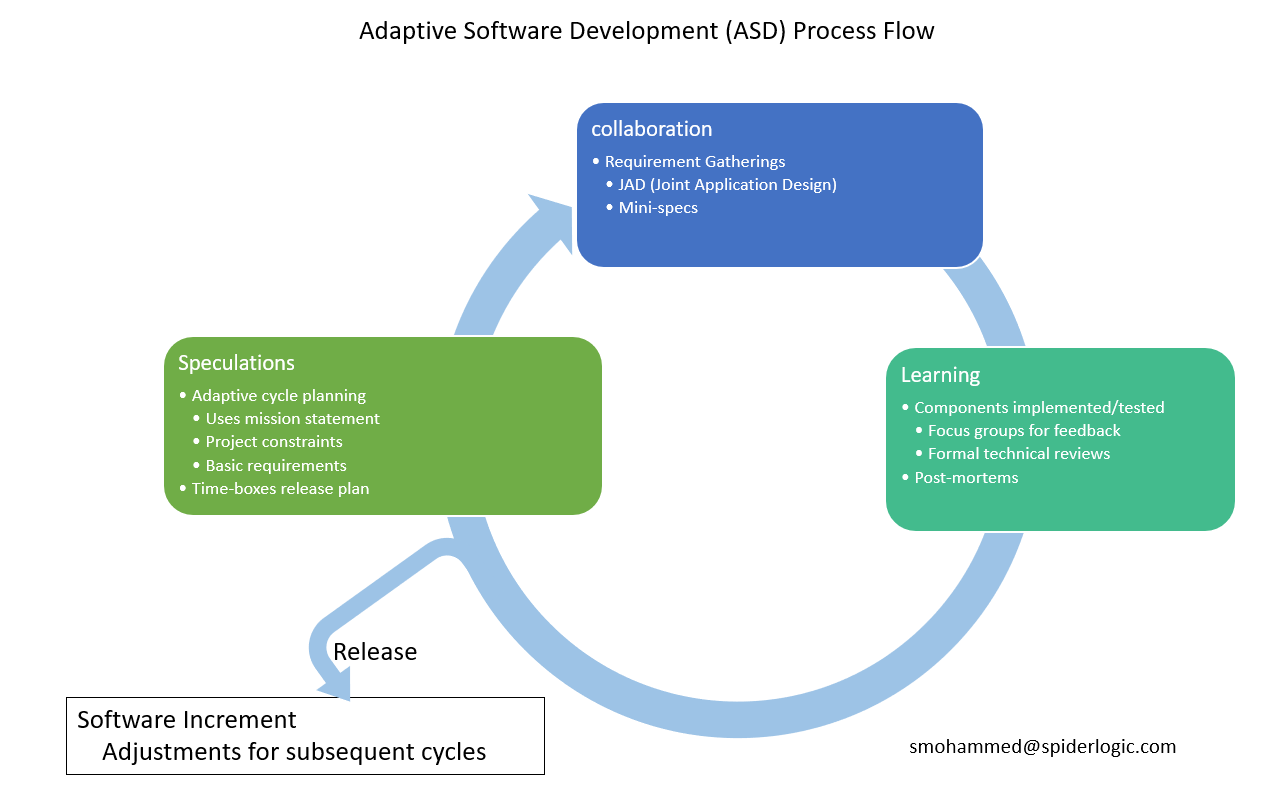 Adaptive Software Development (ASD) Process Flow
collaboration
• Requirement Gatherings
• JAD (Joint Application Design)
• Mini-specs
Speculations
• Adaptive cycle planning
• Uses mission statement
• Project constraints
• Basic requirements
• Time-boxes release plan
Learning
• Components implemented/tested
• Focus groups for feedback
• Formal technical reviews
• Post-mortems
Release
Software Increment
Adjustments for subsequent cycles
smohammed@spiderlogic.com